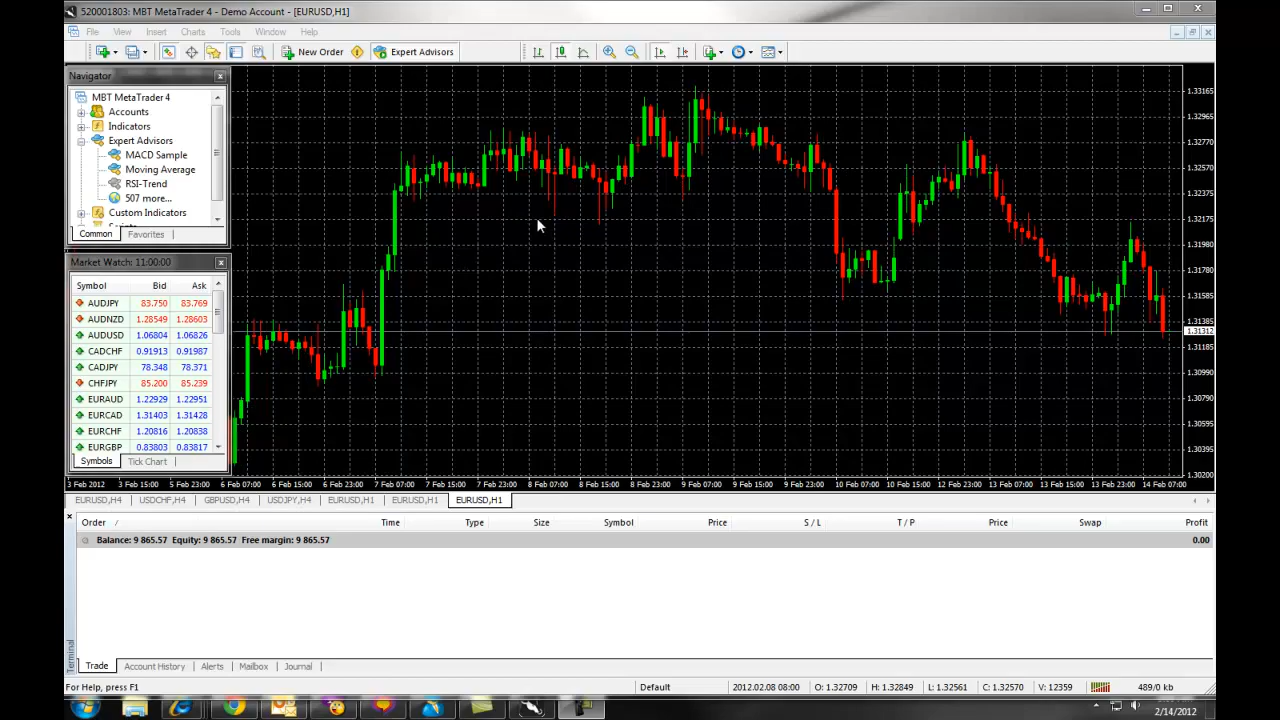 520001803: MBT MetaTrader 4 - Demo Account - [EURUSD,H1]
File View Insert Charts Tools Window Help
New Order Expert Advisors
Navigator
MBT MetaTrader 4
Accounts
Indicators
Expert Advisors
MACD Sample
Moving Average
RSI-Trend
507 more...
Custom Indicators
Scripts
Common Favorites
Market Watch: 11:00:00
Symbol Bid Ask
AUDJPY 83.750 83.769
AUDNZD 1.28549 1.28603
AUDUSD 1.06804 1.06826
CADCHF 0.91913 0.91987
CADJPY 78.348 78.371
CHFJPY 85.200 85.239
EURAUD 1.22929 1.22951
EURCAD 1.31403 1.31428
EURCHF 1.20816 1.20838
EURGBP 0.83803 0.83817
Symbols Tick Chart
1.33165
1.32965
1.32770
1.32570
1.32375
1.32175
1.31980
1.31780
1.31585
1.31385
1.31312
1.31185
1.30990
1.30790
1.30595
1.30395
1.30200
3 Feb 2012 3 Feb 15:00 5 Feb 23:00 6 Feb 07:00 6 Feb 15:00 6 Feb 23:00 7 Feb 07:00 7 Feb 15:00 7 Feb 23:00 8 Feb 07:00 8 Feb 15:00 8 Feb 23:00 9 Feb 07:00 9 Feb 15:00 9 Feb 23:00 10 Feb 07:00 10 Feb 15:00 12 Feb 23:00 13 Feb 07:00 13 Feb 15:00 13 Feb 23:00 14 Feb 07:00
EURUSD,H4 USDCHF,H4 GBPUSD,H4 USDJPY,H4 EURUSD,H1 EURUSD,H1 EURUSD,H1
Order / Time Type Size Symbol Price S / L T / P Price Swap Profit
Balance: 9 865.57 Equity: 9 865.57 Free margin: 9 865.57 0.00
Terminal
Trade Account History Alerts Mailbox Journal
For Help, press F1 Default 2012.02.08 08:00 O: 1.32709 H: 1.32849 L: 1.32561 C: 1.32570 V: 12359 489/0 kb
2/14/2012